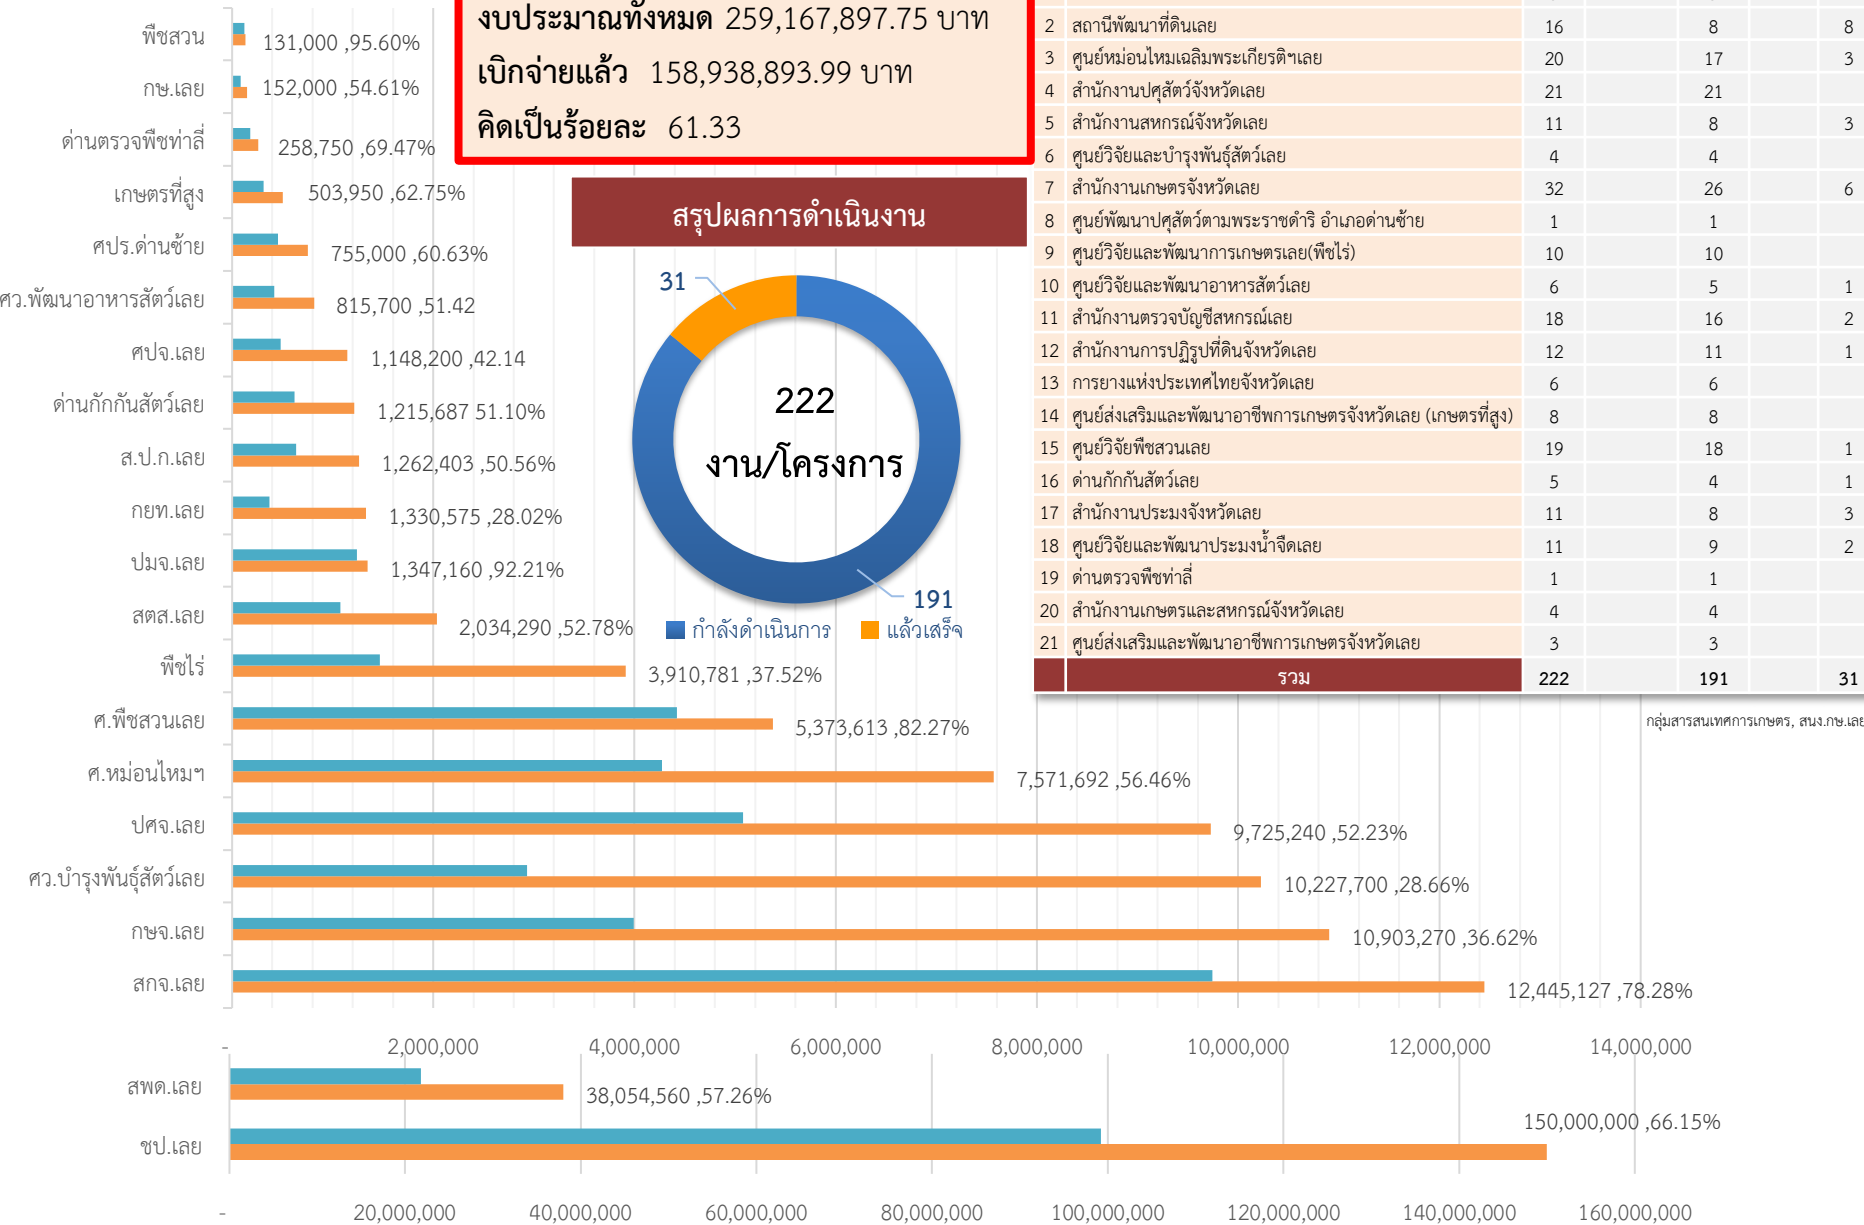 งบประมาณทั้งหมด 259,167,897.75 บาท
เบิกจ่ายแล้ว 158,938,893.99 บาท
คิดเป็นร้อยละ 61.33
พืชสวน 131,000 ,95.60%
กษ.เลย 152,000 ,54.61%
ด่านตรวจพืชท่าลี่ 258,750 ,69.47%
เกษตรที่สูง 503,950 ,62.75%
ศปร.ด่านซ้าย 755,000 ,60.63%
ศว.พัฒนาอาหารสัตว์เลย 815,700 ,51.42
ศปจ.เลย 1,148,200 ,42.14
ด่านกักกันสัตว์เลย 1,215,687 51.10%
ส.ป.ก.เลย 1,262,403 ,50.56%
กยท.เลย 1,330,575 ,28.02%
ปมจ.เลย 1,347,160 ,92.21%
สตส.เลย 2,034,290 ,52.78%
พืชไร่ 3,910,781 ,37.52%
ศ.พืชสวนเลย 5,373,613 ,82.27%
ศ.หม่อนไหมฯ 7,571,692 ,56.46%
ปศจ.เลย 9,725,240 ,52.23%
ศว.บำรุงพันธุ์สัตว์เลย 10,227,700 ,28.66%
กษจ.เลย 10,903,270 ,36.62%
สกจ.เลย 12,445,127 ,78.28%
- 2,000,000 4,000,000 6,000,000 8,000,000 10,000,000 12,000,000 14,000,000
สพด.เลย 38,054,560 ,57.26%
ชป.เลย 150,000,000 ,66.15%
- 20,000,000 40,000,000 60,000,000 80,000,000 100,000,000 120,000,000 140,000,000 160,000,000
สรุปผลการดำเนินงาน
31
222
งาน/โครงการ
191
กำลังดำเนินการ แล้วเสร็จ
2 สถานีพัฒนาที่ดินเลย 16 8 8
3 ศูนย์หม่อนไหมเฉลิมพระเกียรติฯเลย 20 17 3
4 สำนักงานปศุสัตว์จังหวัดเลย 21 21
5 สำนักงานสหกรณ์จังหวัดเลย 11 8 3
6 ศูนย์วิจัยและบำรุงพันธุ์สัตว์เลย 4 4
7 สำนักงานเกษตรจังหวัดเลย 32 26 6
8 ศูนย์พัฒนาปศุสัตว์ตามพระราชดำริ อำเภอด่านซ้าย 1 1
9 ศูนย์วิจัยและพัฒนาการเกษตรเลย(พืชไร่) 10 10
10 ศูนย์วิจัยและพัฒนาอาหารสัตว์เลย 6 5 1
11 สำนักงานตรวจบัญชีสหกรณ์เลย 18 16 2
12 สำนักงานการปฏิรูปที่ดินจังหวัดเลย 12 11 1
13 การยางแห่งประเทศไทยจังหวัดเลย 6 6
14 ศูนย์ส่งเสริมและพัฒนาอาชีพการเกษตรจังหวัดเลย (เกษตรที่สูง) 8 8
15 ศูนย์วิจัยพืชสวนเลย 19 18 1
16 ด่านกักกันสัตว์เลย 5 4 1
17 สำนักงานประมงจังหวัดเลย 11 8 3
18 ศูนย์วิจัยและพัฒนาประมงน้ำจืดเลย 11 9 2
19 ด่านตรวจพืชท่าลี่ 1 1
20 สำนักงานเกษตรและสหกรณ์จังหวัดเลย 4 4
21 ศูนย์ส่งเสริมและพัฒนาอาชีพการเกษตรจังหวัดเลย 3 3
รวม 222 191 31
กลุ่มสารสนเทศการเกษตร, สนง.กษ.เลย